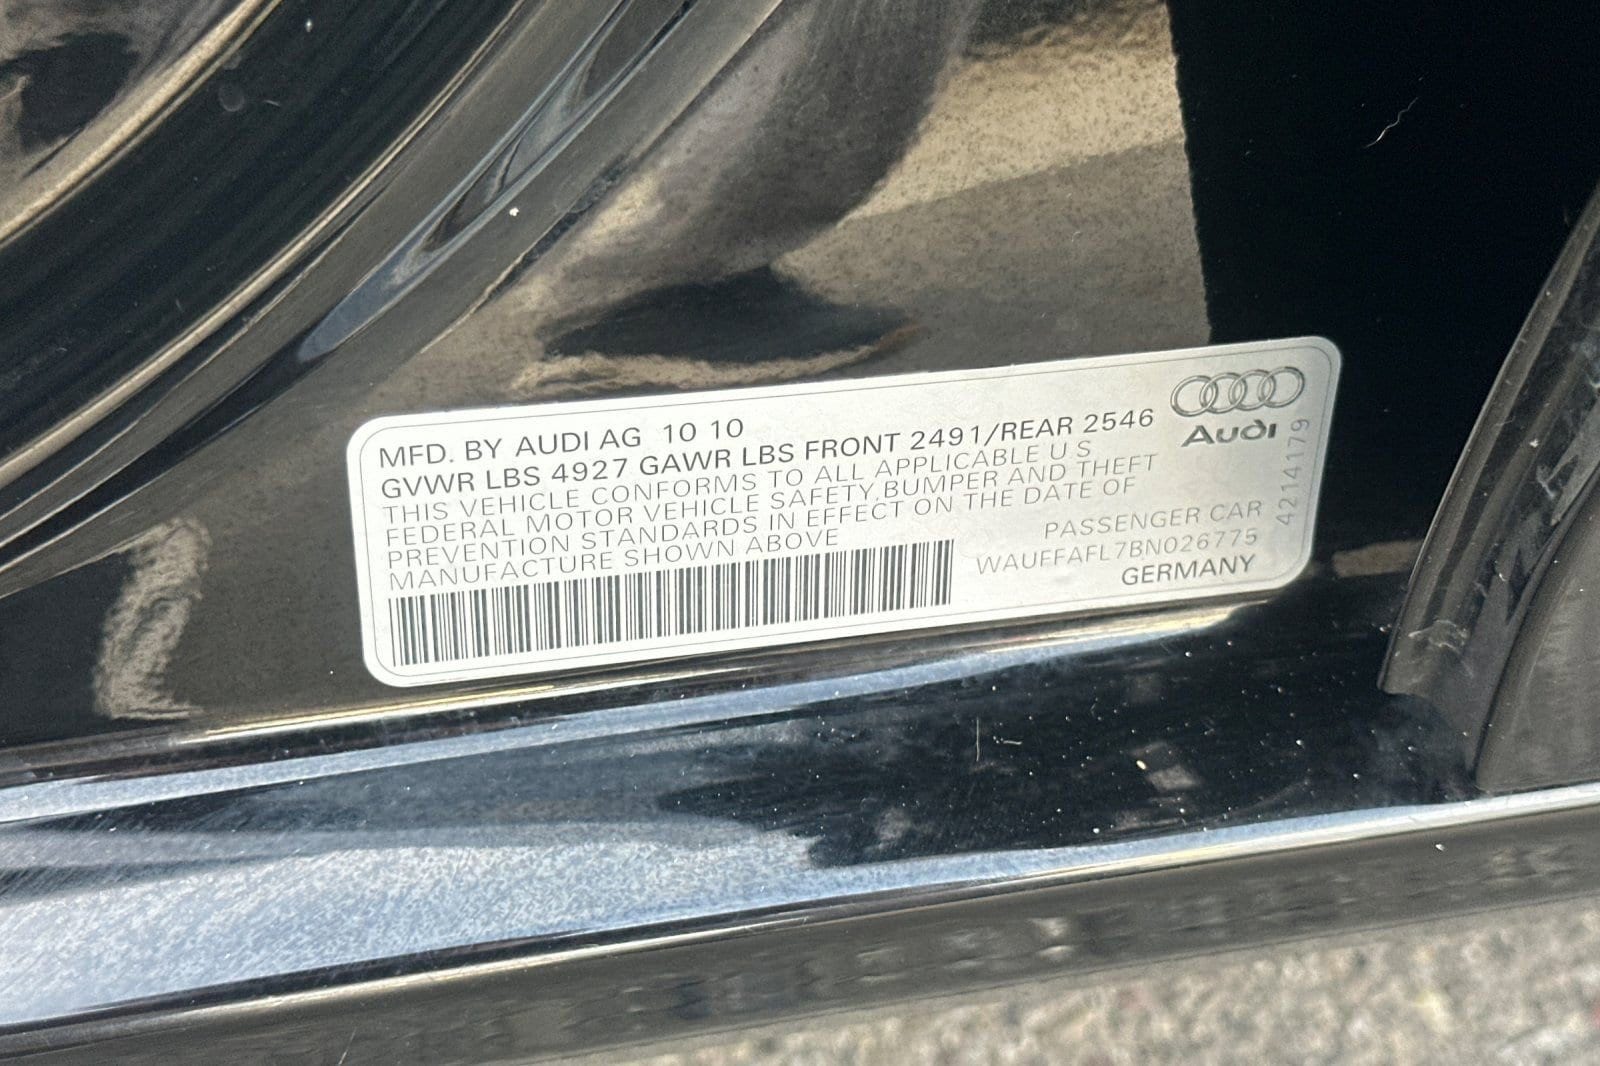 MFD. BY AUDI AG 10 10
GVWR LBS 4927 GAWR LBS FRONT 2491/REAR 2546
THIS VEHICLE CONFORMS TO ALL APPLICABLE U S
FEDERAL MOTOR VEHICLE SAFETY, BUMPER AND THEFT
PREVENTION STANDARDS IN EFFECT ON THE DATE OF
MANUFACTURE SHOWN ABOVE
PASSENGER CAR
WAUFFAFL7BN026775
GERMANY
Audi
4214179